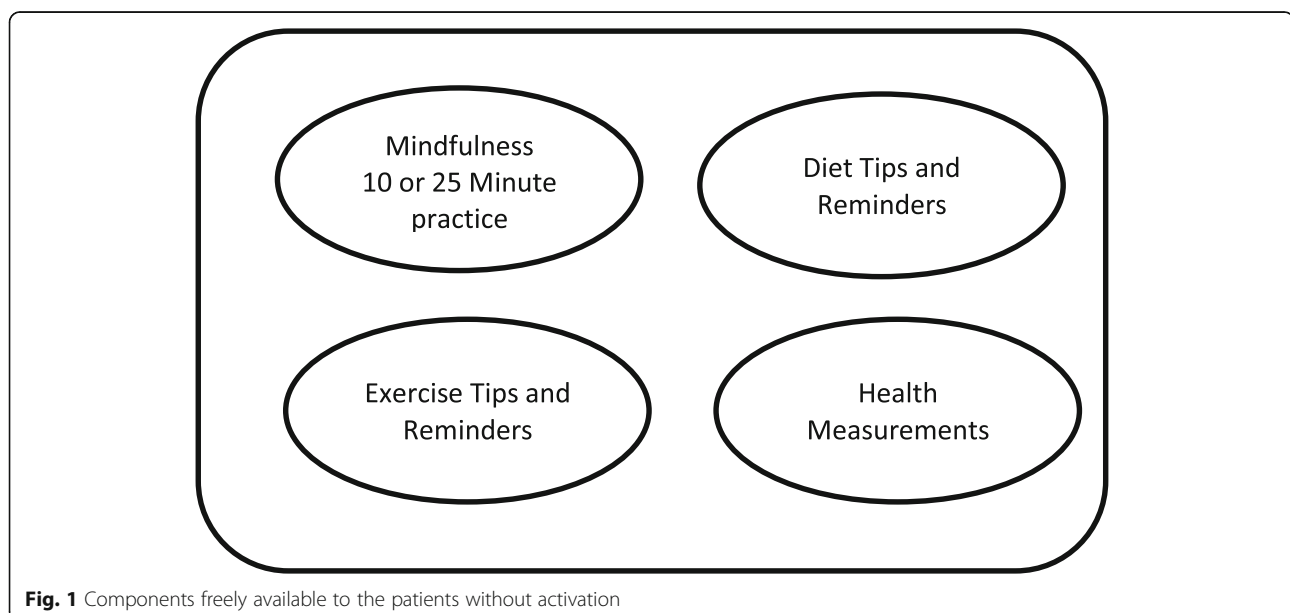 Mindfulness
10 or 25 Minute
practice
Diet Tips and
Reminders
Exercise Tips and
Reminders
Health
Measurements
Fig. 1 Components freely available to the patients without activation